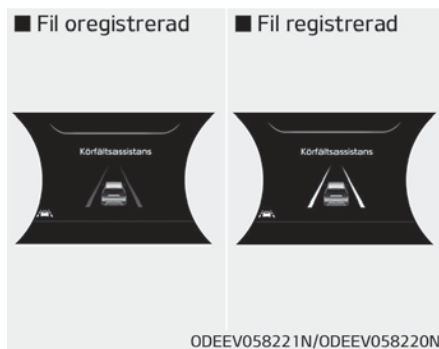 ■ Fil oregistrerad
■ Fil registrerad
Körfältsassistans
Körfältsassistans
ODEEV058221N/ODEEV058220N